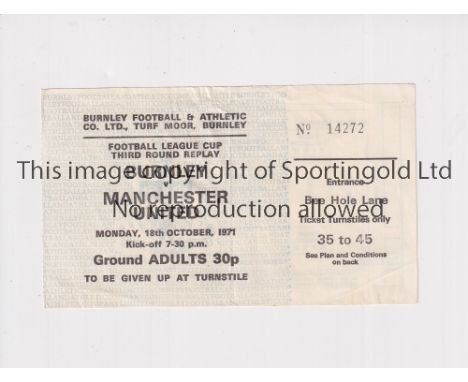 BURNLEY FOOTBALL & ATHLETIC
CO. LTD., TURF MOOR, BURNLEY
FOOTBALL LEAGUE CUP
THIRD ROUND REPLAY
BURNLEY
v
MANCHESTER
UNITED
MONDAY, 18th OCTOBER, 1971
Kick-off 7-30 p.m.
Ground ADULTS 30p
TO BE GIVEN UP AT TURNSTILE
No 14272
Entrance
Bee Hole Lane
Ticket Turnstiles only
35 to 45
See Plan and Conditions
on back
This image copyright of Sportingold Ltd
No reproduction allowed